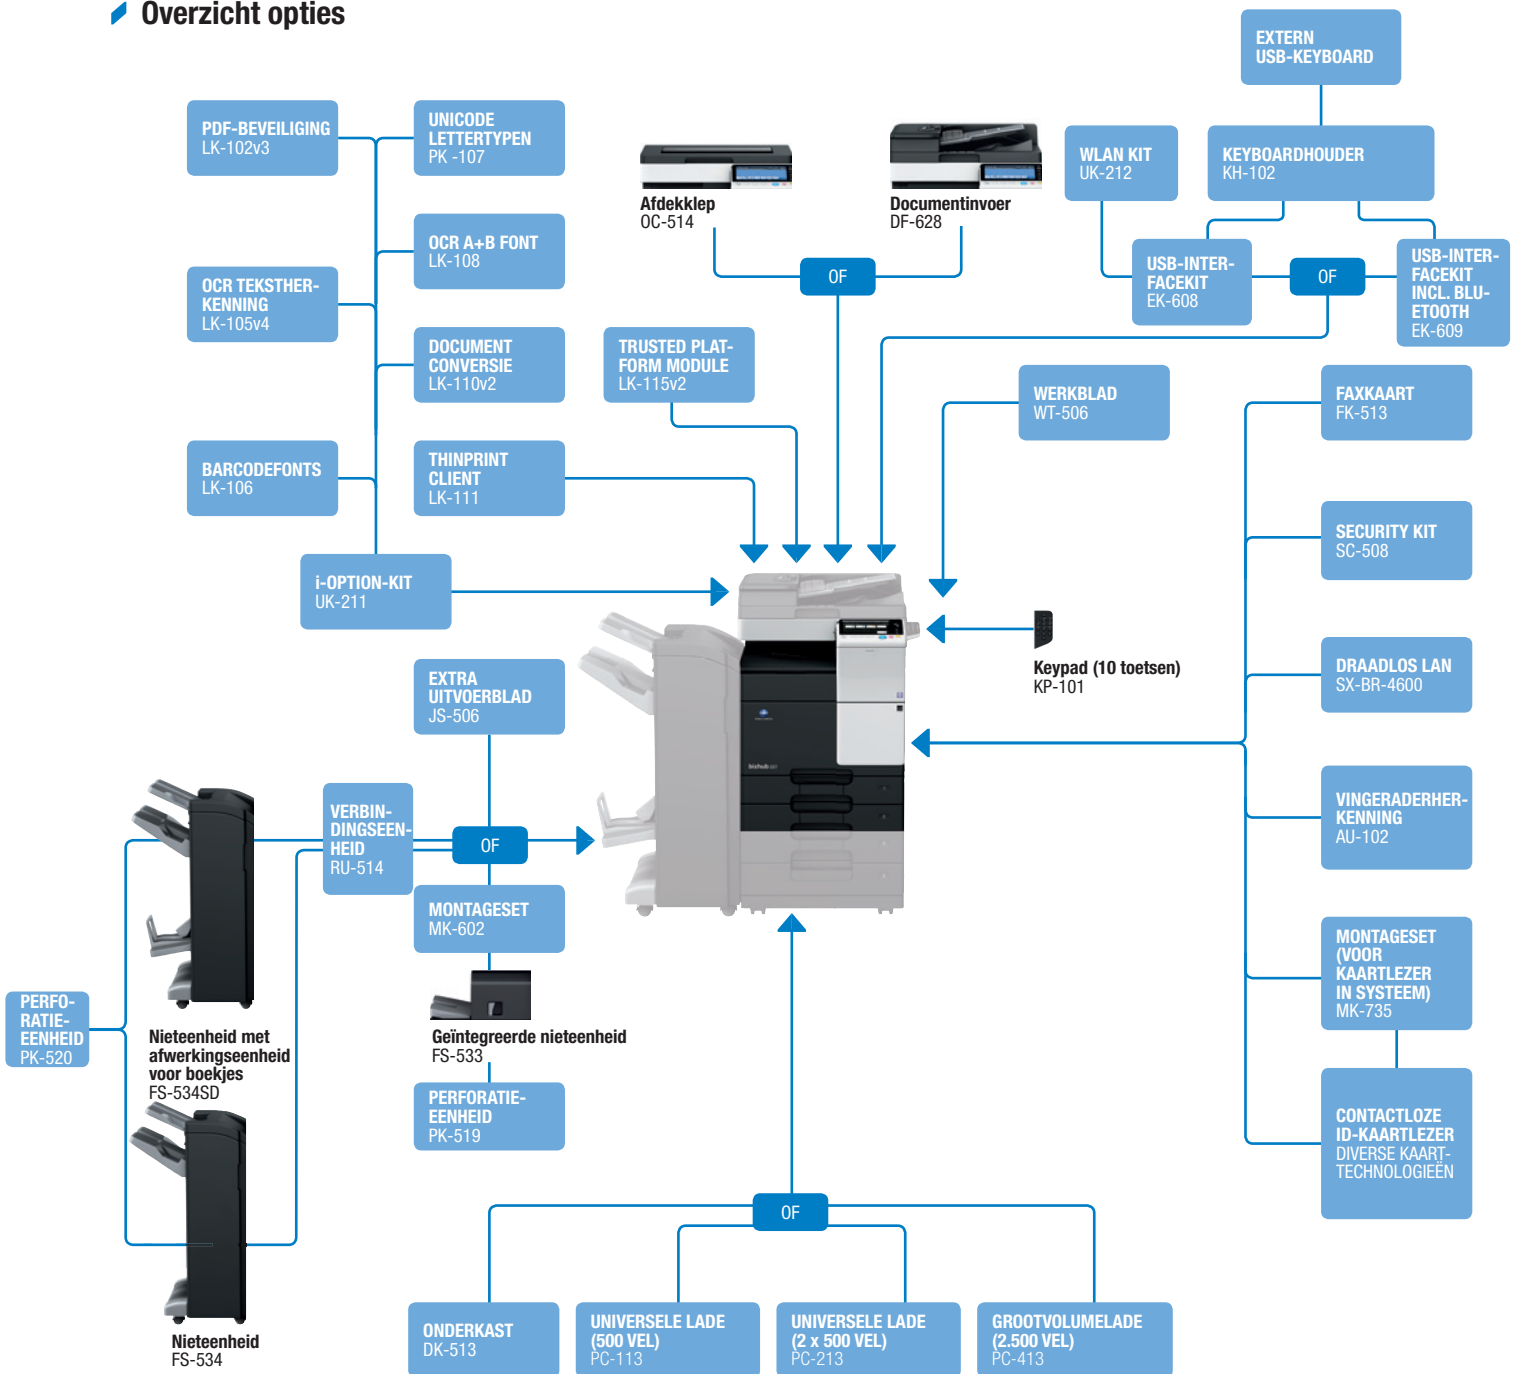 Overzicht opties
EXTERN
USB-KEYBOARD
PDF-BEVEILIGING
LK-102v3
UNICODE
LETTERTYPEN
PK -107
WLAN KIT
UK-212
KEYBOARDHOUDER
KH-102
Afdekklep
OC-514
Documentinvoer
DF-628
OCR A+B FONT
LK-108
OF
USB-INTER-
FACEKIT
EK-608
OF
USB-INTER-
FACEKIT
INCL. BLU-
ETOOTH
EK-609
OCR TEKSTHER-
KENNING
LK-105v4
DOCUMENT
CONVERSIE
LK-110v2
TRUSTED PLAT-
FORM MODULE
LK-115v2
WERKBLAD
WT-506
FAXKAART
FK-513
BARCODEFONTS
LK-106
THINPRINT
CLIENT
LK-111
SECURITY KIT
SC-508
i-OPTION-KIT
UK-211
Keypad (10 toetsen)
KP-101
DRAADLOS LAN
SX-BR-4600
EXTRA
UITVOERBLAD
JS-506
bizhub
VERBIN-
DINGSEEN-
HEID
RU-514
OF
VINGERADERHER-
KENNING
AU-102
MONTAGESET
MK-602
MONTAGESET
(VOOR
KAARTLEZER
IN SYSTEEM)
MK-735
PERFO-
RATIE-
EENHEID
PK-520
Nieteenheid met
afwerkingseenheid
voor boekjes
FS-534SD
Geïntegreerde nieteenheid
FS-533
PERFORATIE-
EENHEID
PK-519
CONTACTLOZE
ID-KAARTLEZER
DIVERSE KAART-
TECHNOLOGIEËN
OF
Nieteenheid
FS-534
ONDERKAST
DK-513
UNIVERSELE LADE
(500 VEL)
PC-113
UNIVERSELE LADE
(2 x 500 VEL)
PC-213
GROOTVOLUMELADE
(2.500 VEL)
PC-413